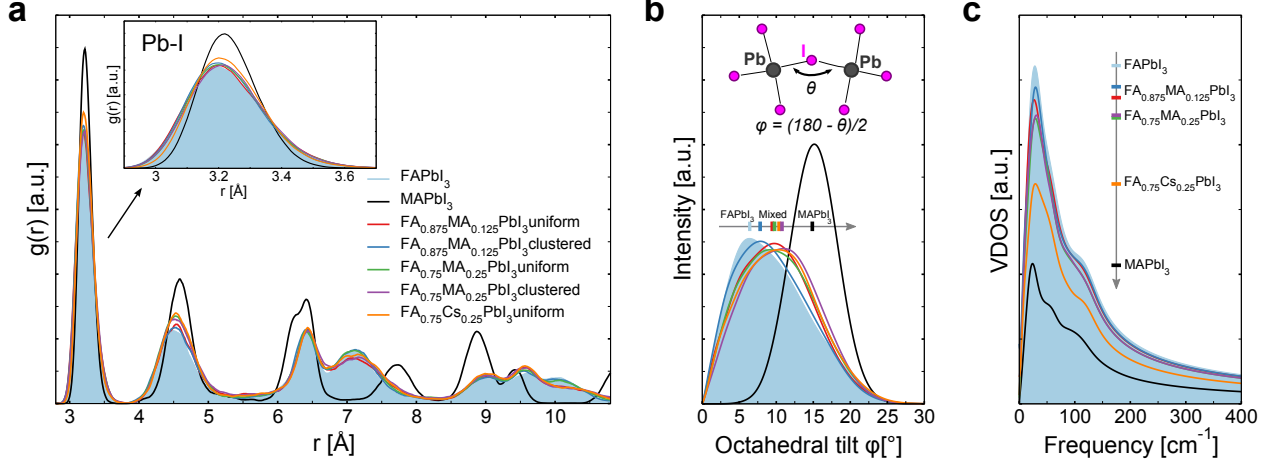 a
Pb-I
g(r) [a.u.]
3
3.2
3.4
3.6
r [Å]
g(r) [a.u.]
FAPbI₃
MAPbI₃
FA₀.₈₇₅MA₀.₁₂₅PbI₃uniform
FA₀.₈₇₅MA₀.₁₂₅PbI₃clustered
FA₀.₇₅MA₀.₂₅PbI₃uniform
FA₀.₇₅MA₀.₂₅PbI₃clustered
FA₀.₇₅Cs₀.₂₅PbI₃uniform
3
4
5
6
7
8
9
10
r [Å]
b
Pb
I
Pb
θ
φ = (180 - θ)/2
FAPbI₃
Mixed
MAPbI₃
Intensity [a.u.]
0
5
10
15
20
25
30
Octahedral tilt φ[°]
c
FAPbI₃
FA₀.₈₇₅MA₀.₁₂₅PbI₃
FA₀.₇₅MA₀.₂₅PbI₃
FA₀.₇₅Cs₀.₂₅PbI₃
MAPbI₃
VDOS [a.u.]
0
100
200
300
400
Frequency [cm⁻¹]